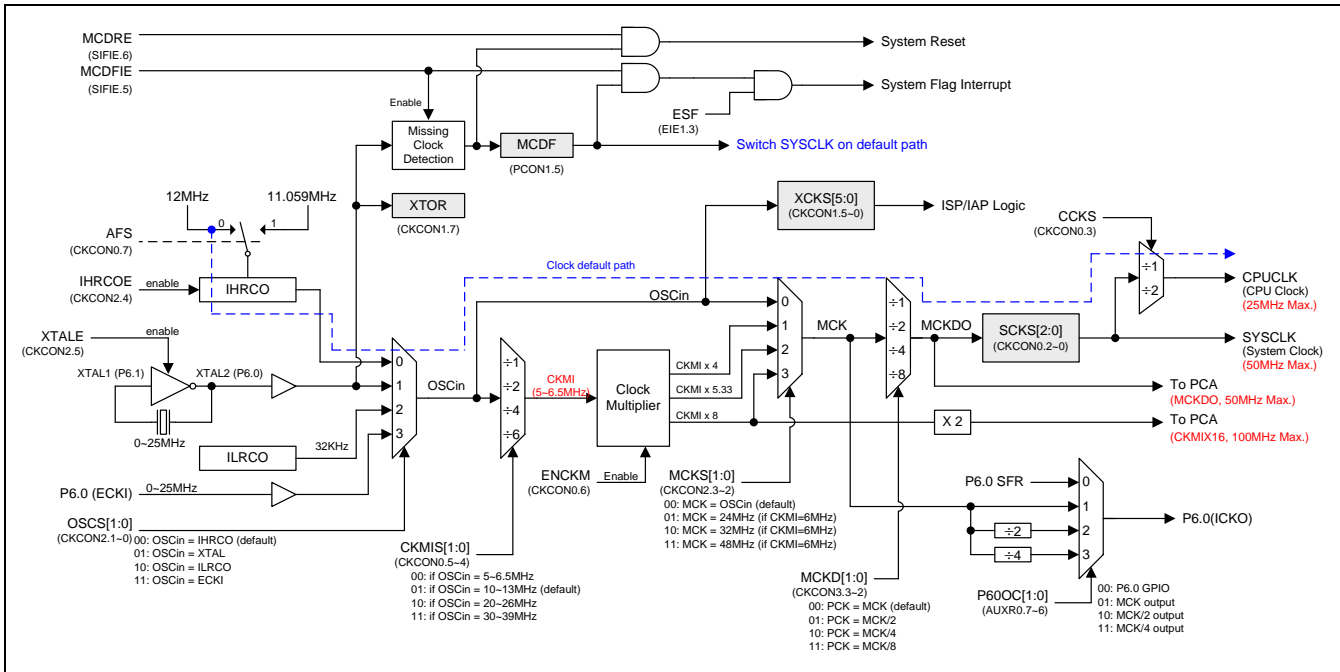 MCDRE
(SIFIE.6)
System Reset
MCDFIE
(SIFIE.5)
System Flag Interrupt
Enable
ESF
(EIE1.3)
Missing
Clock
Detection
MCDF
(PCON1.5)
Switch SYSCLK on default path
12MHz
11.059MHz
0
1
AFS
(CKCON0.7)
XTOR
(CKCON1.7)
XCKS[5:0]
(CKCON1.5~0)
ISP/IAP Logic
CCKS
(CKCON0.3)
IHRCOE
(CKCON2.4)
enable
IHRCO
Clock default path
OSCin
÷1
÷2
CPUCLK
(CPU Clock)
(25MHz Max.)
XTALE
(CKCON2.5)
enable
XTAL1 (P6.1)
XTAL2 (P6.0)
0~25MHz
ILRCO
32KHz
P6.0 (ECKI)
0~25MHz
0
1
2
3
OSCin
÷1
÷2
÷4
÷6
CKMI
(5~6.5MHz)
Clock
Multiplier
CKMI x 4
CKMI x 5.33
CKMI x 8
0
1
2
3
MCK
÷1
÷2
÷4
÷8
MCKDO
SCKS[2:0]
(CKCON0.2~0)
SYSCLK
(System Clock)
(50MHz Max.)
To PCA
(MCKDO, 50MHz Max.)
X 2
To PCA
(CKMIX16, 100MHz Max.)
OSCS[1:0]
(CKCON2.1~0)
00: OSCin = IHRCO (default)
01: OSCin = XTAL
10: OSCin = ILRCO
11: OSCin = ECKI
CKMIS[1:0]
(CKCON0.5~4)
00: if OSCin = 5~6.5MHz
01: if OSCin = 10~13MHz (default)
10: if OSCin = 20~26MHz
11: if OSCin = 30~39MHz
ENCKM
(CKCON0.6)
Enable
MCKS[1:0]
(CKCON2.3~2)
00: MCK = OSCin (default)
01: MCK = 24MHz (if CKMI=6MHz)
10: MCK = 32MHz (if CKMI=6MHz)
11: MCK = 48MHz (if CKMI=6MHz)
MCKD[1:0]
(CKCON3.3~2)
00: PCK = MCK (default)
01: PCK = MCK/2
10: PCK = MCK/4
11: PCK = MCK/8
P6.0 SFR
÷2
÷4
0
1
2
3
P6.0(ICKO)
P60OC[1:0]
(AUXR0.7~6)
00: P6.0 GPIO
01: MCK output
10: MCK/2 output
11: MCK/4 output